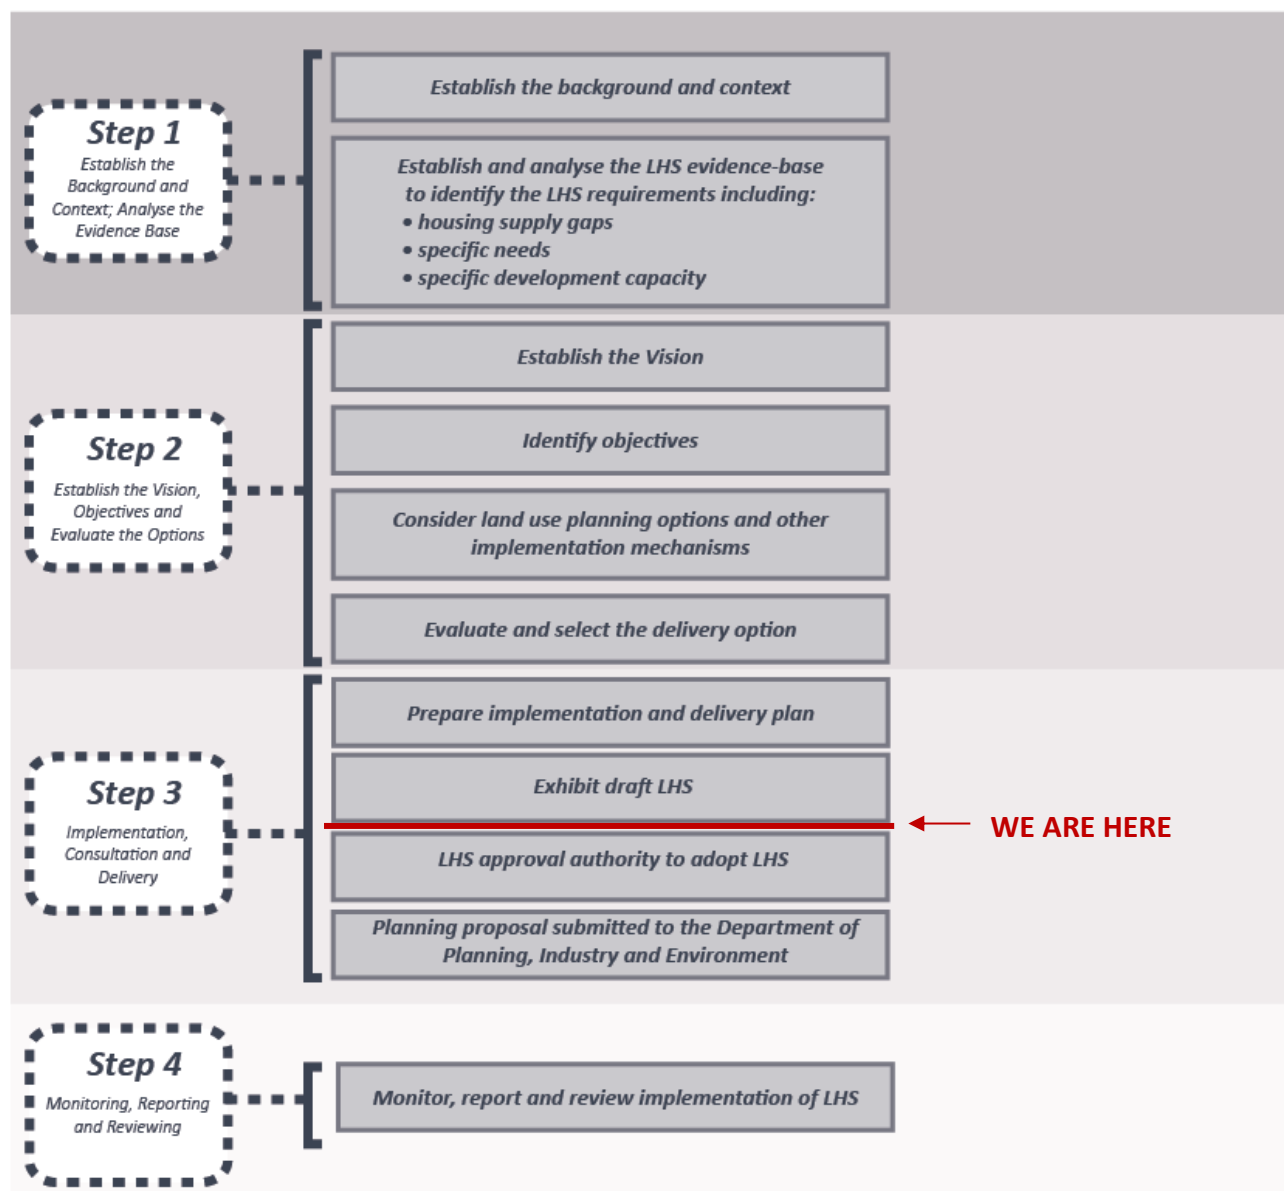 Step 1
Establish the
Background and
Context; Analyse the
Evidence Base
Establish the background and context
Establish and analyse the LHS evidence-base
to identify the LHS requirements including:
• housing supply gaps
• specific needs
• specific development capacity
Step 2
Establish the Vision,
Objectives and
Evaluate the Options
Establish the Vision
Identify objectives
Consider land use planning options and other
implementation mechanisms
Evaluate and select the delivery option
Step 3
Implementation,
Consultation and
Delivery
Prepare implementation and delivery plan
Exhibit draft LHS
WE ARE HERE
LHS approval authority to adopt LHS
Planning proposal submitted to the Department of
Planning, Industry and Environment
Step 4
Monitoring, Reporting
and Reviewing
Monitor, report and review implementation of LHS